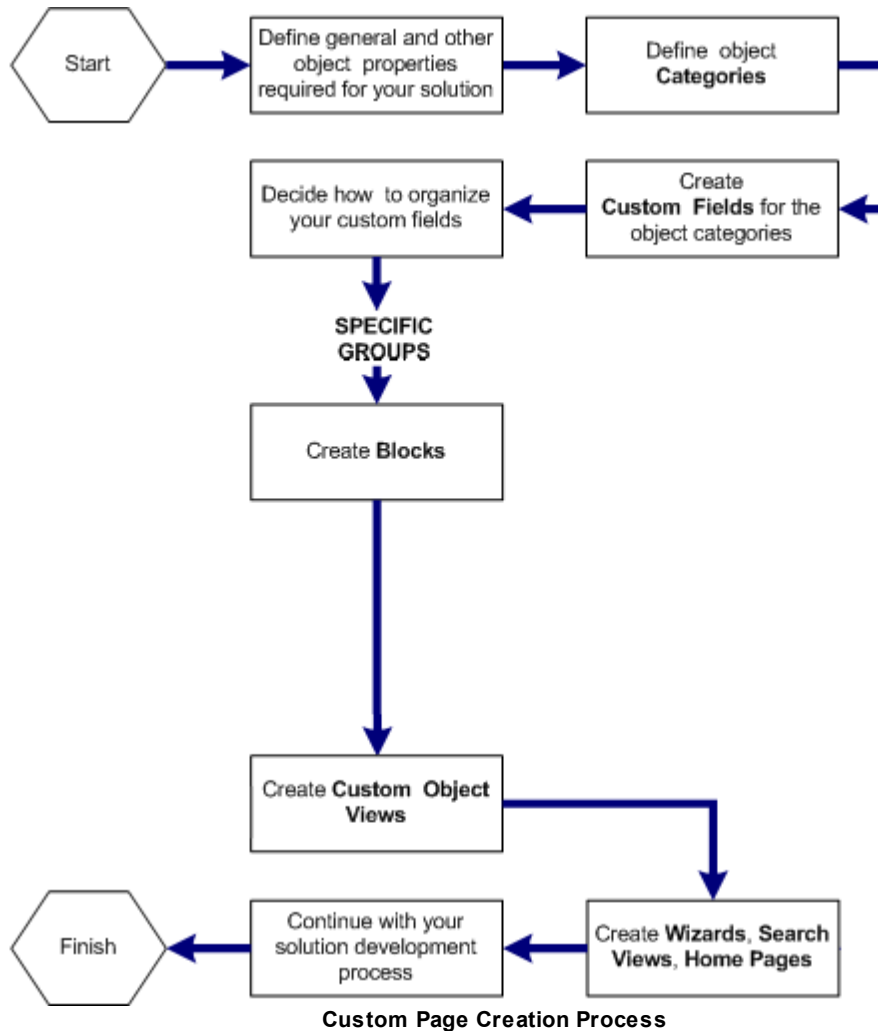 Start
Define general and other
object properties
required for your solution
Define object
Categories
Create
Custom Fields for the
object categories
Decide how to organize
your custom fields
SPECIFIC
GROUPS
Create Blocks
Create Custom Object
Views
Create Wizards, Search
Views, Home Pages
Continue with your
solution development
process
Finish
Custom Page Creation Process